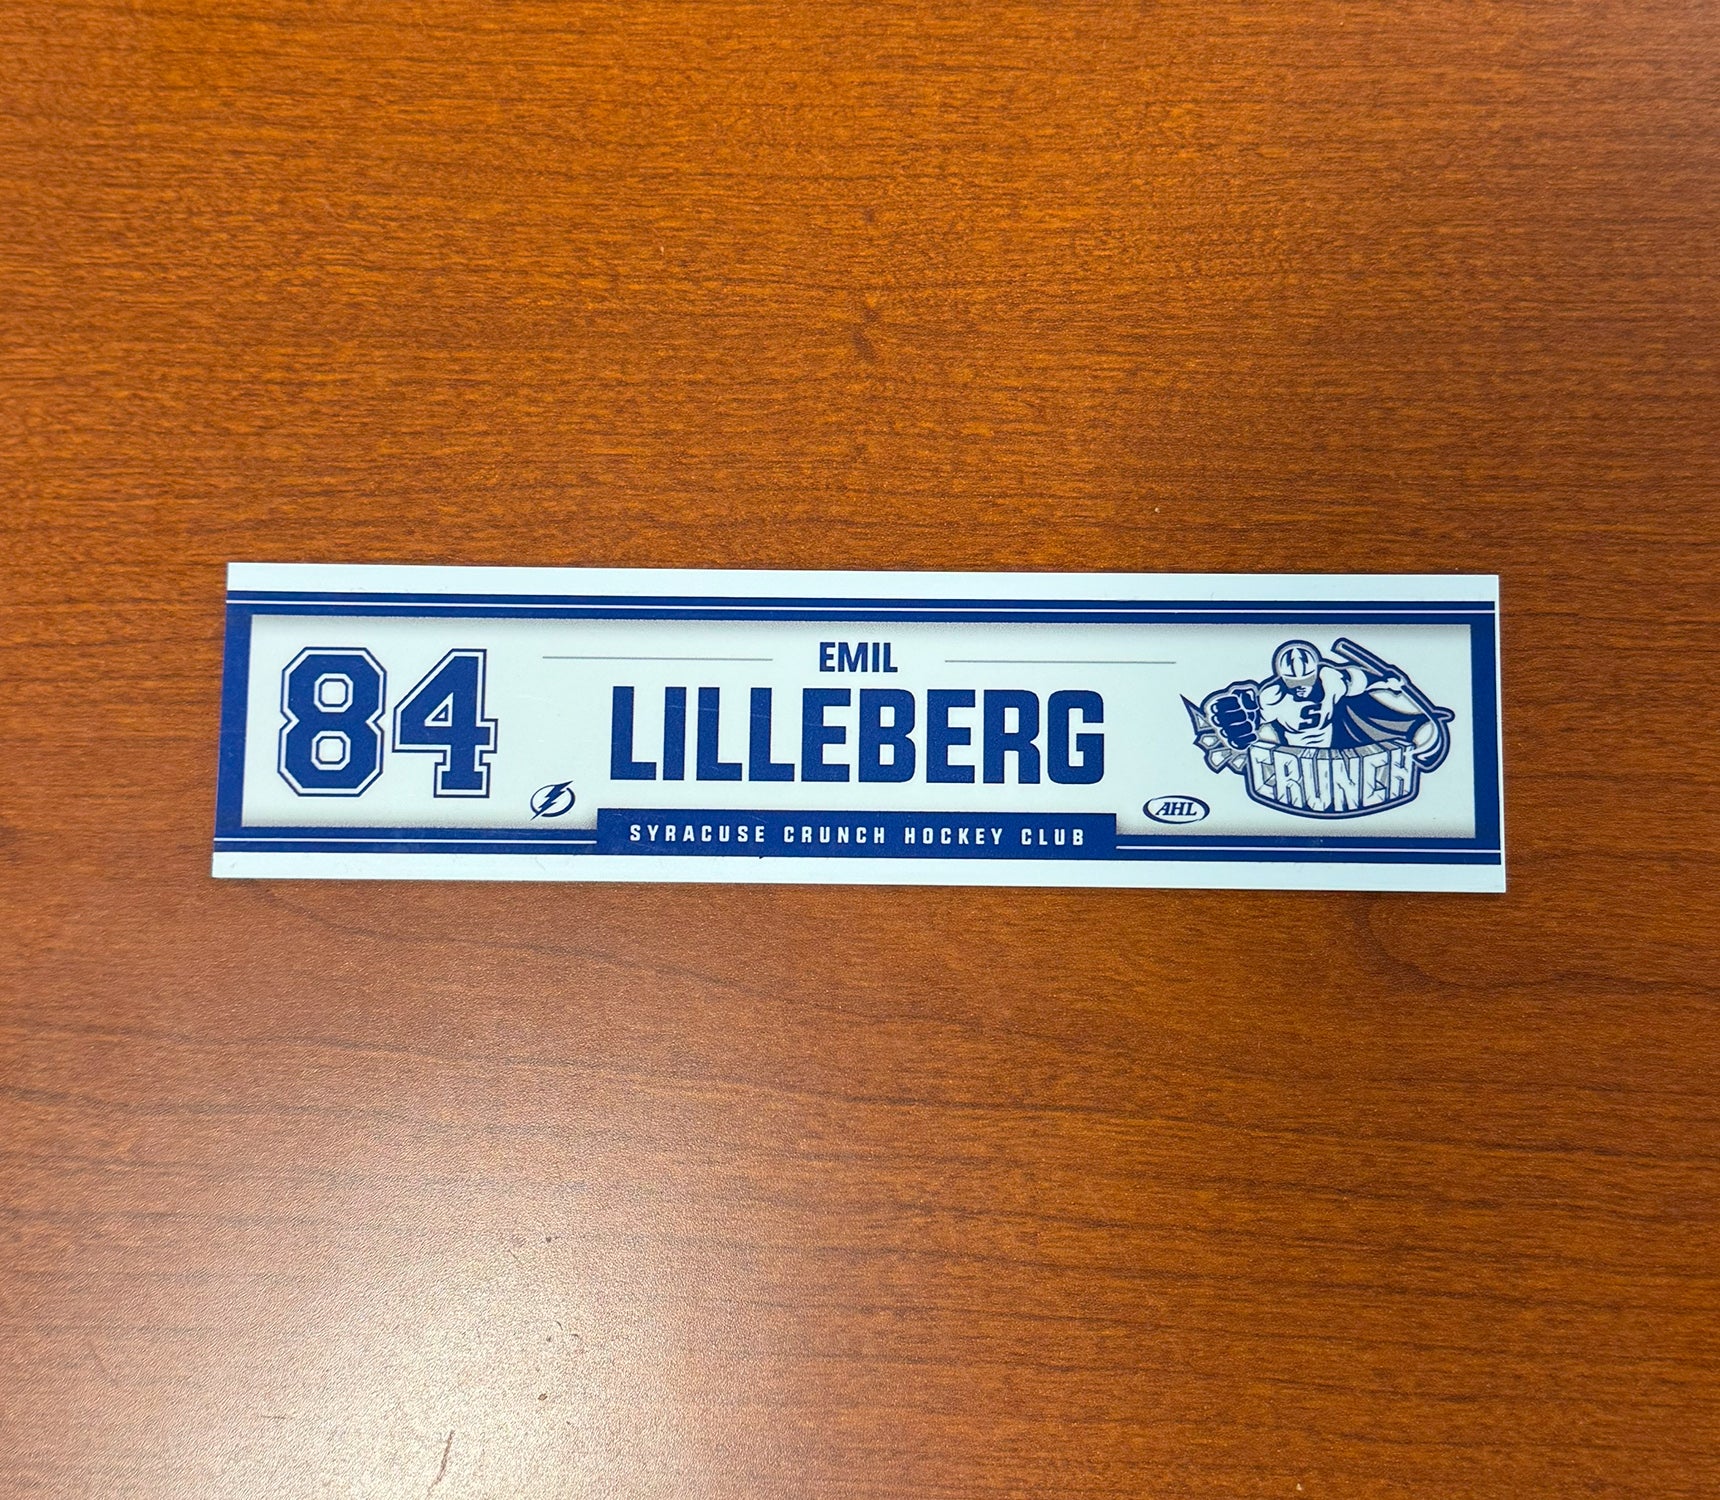 84
EMIL
LILLEBERG
SYRACUSE CRUNCH HOCKEY CLUB
AHL
S
CRUNCH